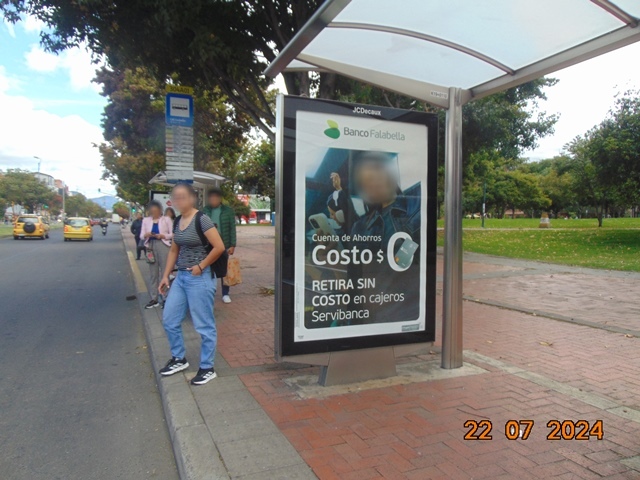 JCDecaux
Banco Falabella
Cuenta de Ahorros
Costo $0
RETIRA SIN
COSTO en cajeros
Servibanca
22 07 2024